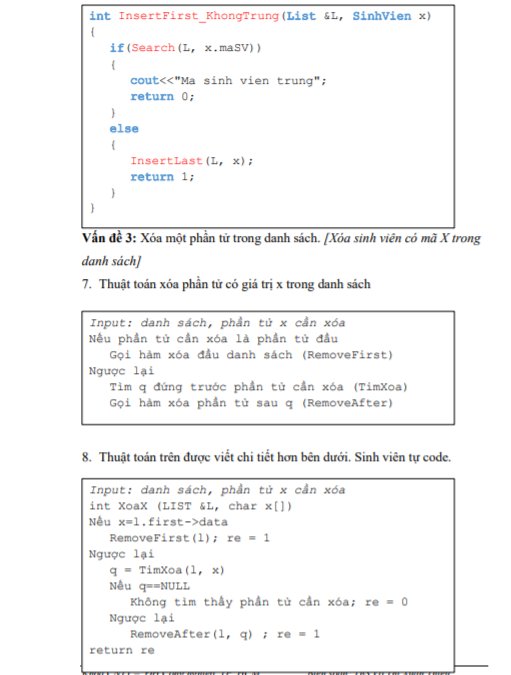 int InsertFirst_KhongTrung(List &L, SinhVien x)
{
if(Search(L, x.maSV))
{
cout<<"Ma sinh vien trung";
return 0;
}
else
{
InsertLast(L, x);
return 1;
}
}
Vấn đề 3: Xóa một phần tử trong danh sách. [Xóa sinh viên có mã X trong
danh sách]
7. Thuật toán xóa phần tử có giá trị x trong danh sách
Input: danh sách, phần tử x cần xóa
Nếu phần tử cần xóa là phần tử đầu
Gọi hàm xóa đầu danh sách (RemoveFirst)
Ngược lại
Tìm q đứng trước phần tử cần xóa (TimXoa)
Gọi hàm xóa phần tử sau q (RemoveAfter)
8. Thuật toán trên được viết chi tiết hơn bên dưới. Sinh viên tự code.
Input: danh sách, phần tử x cần xóa
int XoaX (LIST &L, char x[])
Nếu x=l.first->data
RemoveFirst(l); re = 1
Ngược lại
q = TimXoa(l, x)
Nếu q==NULL
Không tìm thấy phần tử cần xóa; re = 0
Ngược lại
RemoveAfter(l, q) ; re = 1
return re